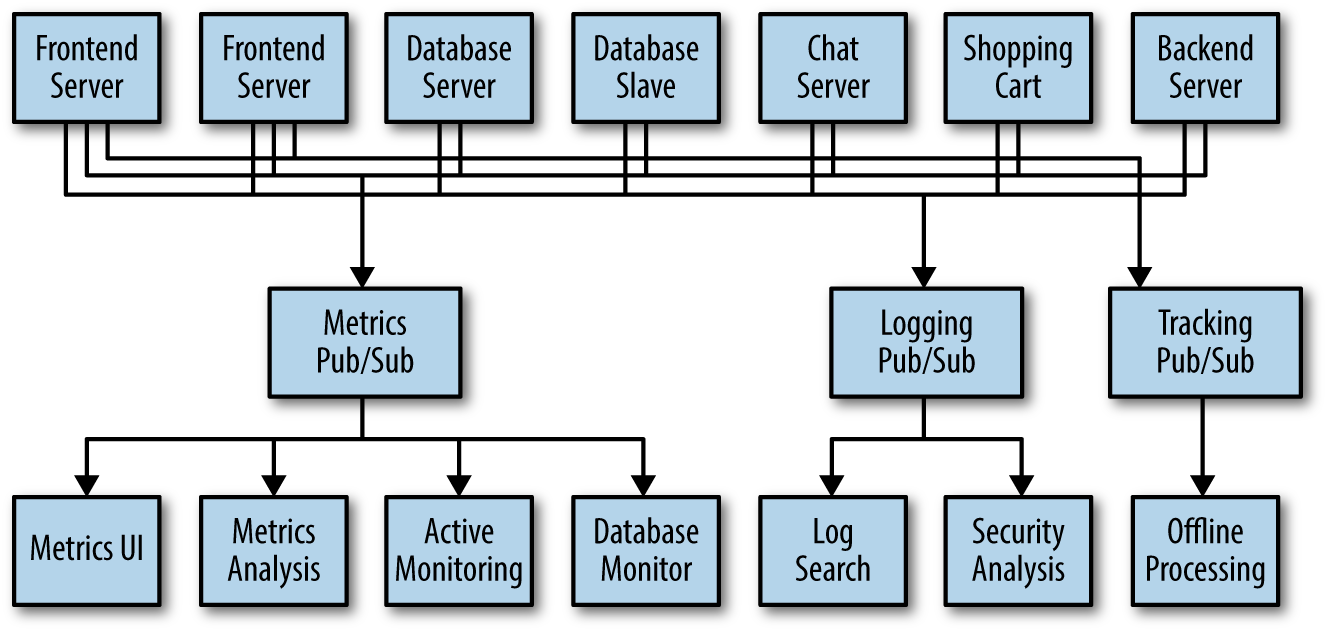 Frontend
Server
Frontend
Server
Database
Server
Database
Slave
Chat
Server
Shopping
Cart
Backend
Server
Metrics
Pub/Sub
Logging
Pub/Sub
Tracking
Pub/Sub
Metrics UI
Metrics
Analysis
Active
Monitoring
Database
Monitor
Log
Search
Security
Analysis
Offline
Processing